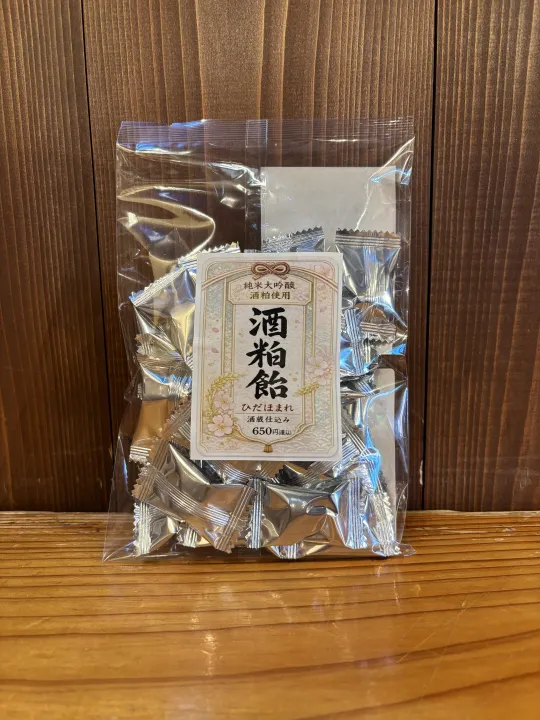 純米大吟醸
酒粕使用
酒粕飴
ひだほまれ
酒蔵仕込み
650円(税込)